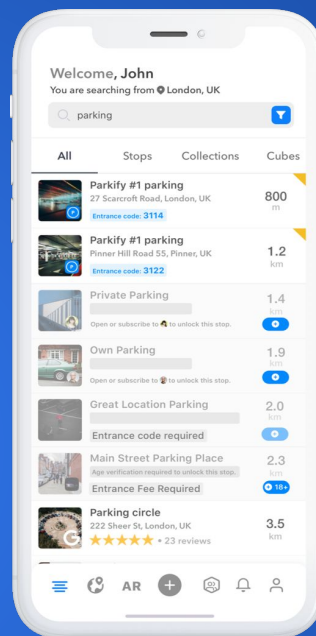 Welcome, John
You are searching from London, UK
parking
All Stops Collections Cubes
Parkify #1 parking
27 Scarcroft Road, London, UK
Entrance code: 3114
800
m
Parkify #1 parking
Pinner Hill Road 55, Pinner, UK
Entrance code: 3122
1.2
km
Private Parking
Open or subscribe to to unlock this stop.
1.4
km
Own Parking
Open or subscribe to to unlock this stop.
1.9
km
Great Location Parking
Entrance code required
2.0
km
Main Street Parking Place
Age verification required to unlock this stop.
Entrance Fee Required
2.3
km
18+
Parking circle
222 Sheer St, London, UK
• 23 reviews
3.5
km
G
AR